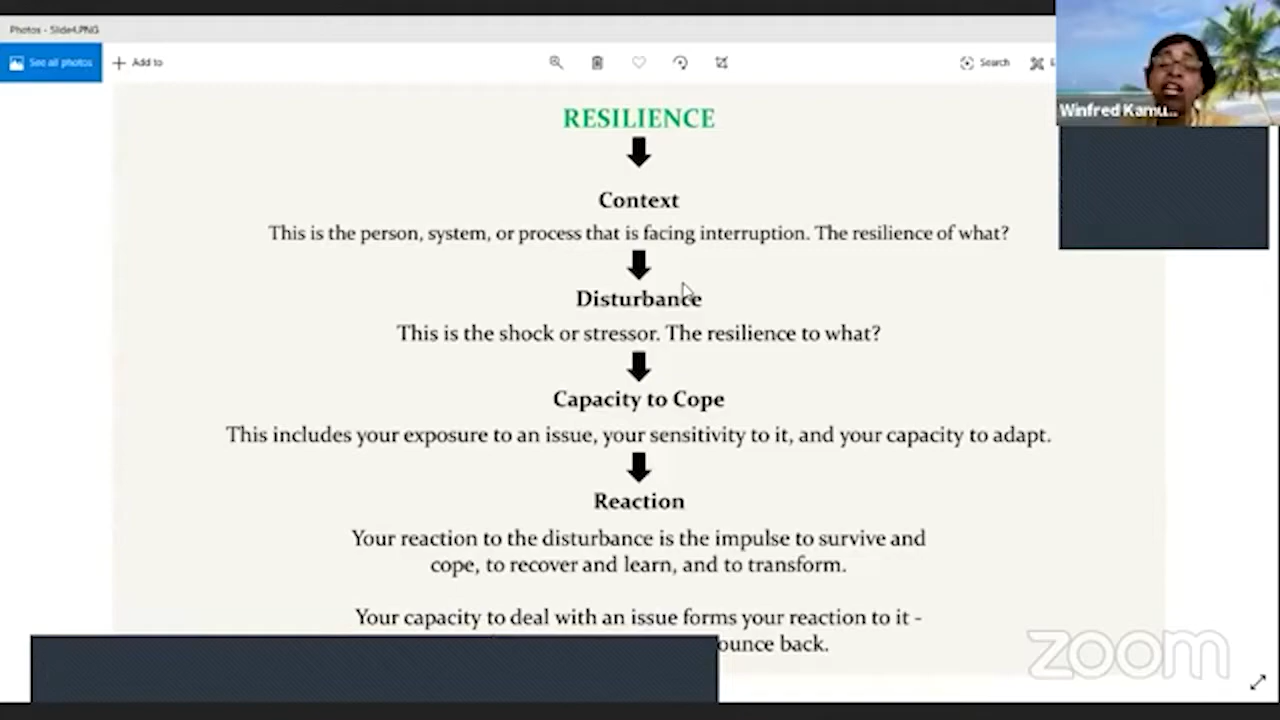 Photos - Slide4.PNG
See all photos
Add to
Search
Winfred Kamu...
RESILIENCE
Context
This is the person, system, or process that is facing interruption. The resilience of what?
Disturbance
This is the shock or stressor. The resilience to what?
Capacity to Cope
This includes your exposure to an issue, your sensitivity to it, and your capacity to adapt.
Reaction
Your reaction to the disturbance is the impulse to survive and
cope, to recover and learn, and to transform.
Your capacity to deal with an issue forms your reaction to it -
back.
zoom